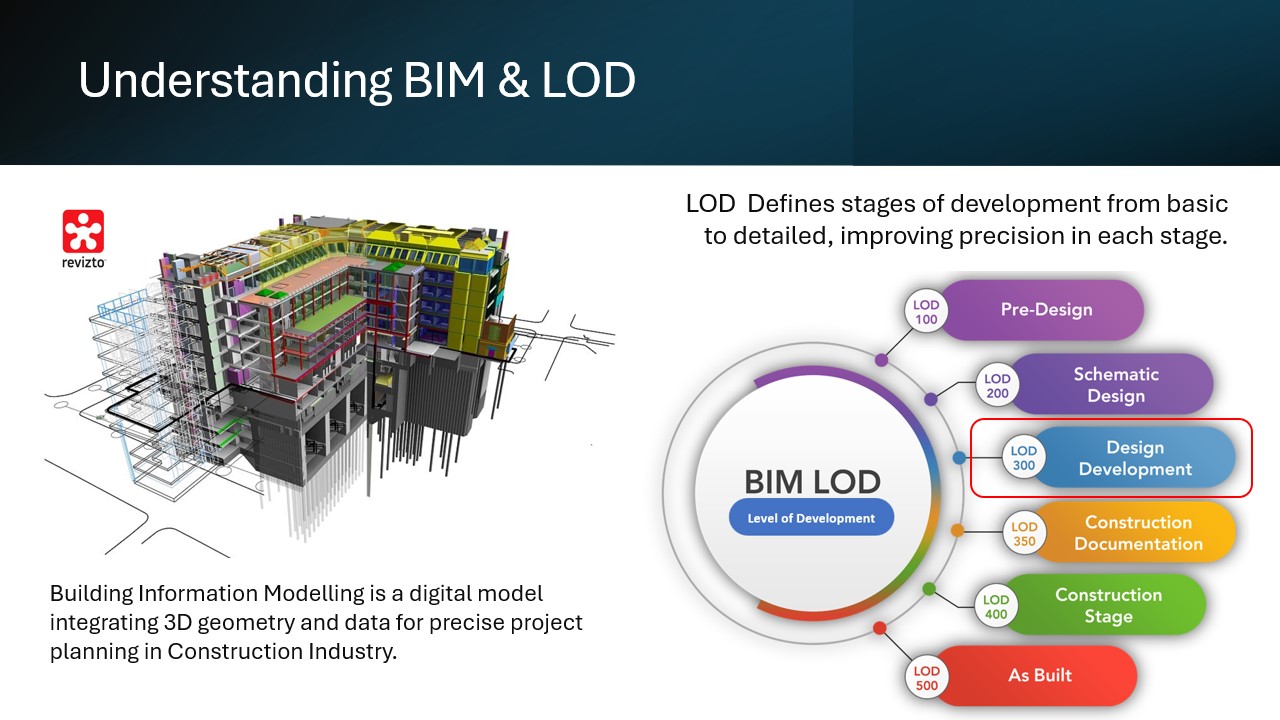 Understanding BIM & LOD
revizto
Building Information Modelling is a digital model
integrating 3D geometry and data for precise project
planning in Construction Industry.
LOD  Defines stages of development from basic
to detailed, improving precision in each stage.
BIM LOD
Level of Development
LOD
100
Pre-Design
LOD
200
Schematic
Design
LOD
300
Design
Development
LOD
350
Construction
Documentation
LOD
400
Construction
Stage
LOD
500
As Built